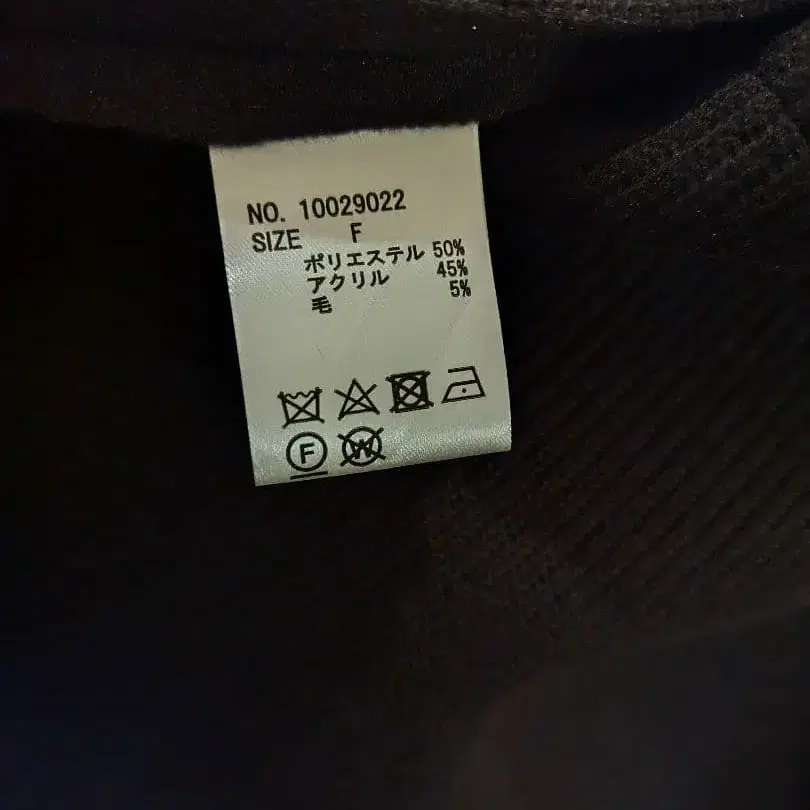 NO. 10029022
SIZE F
ポリエステル 50%
アクリル 45%
毛 5%
F W